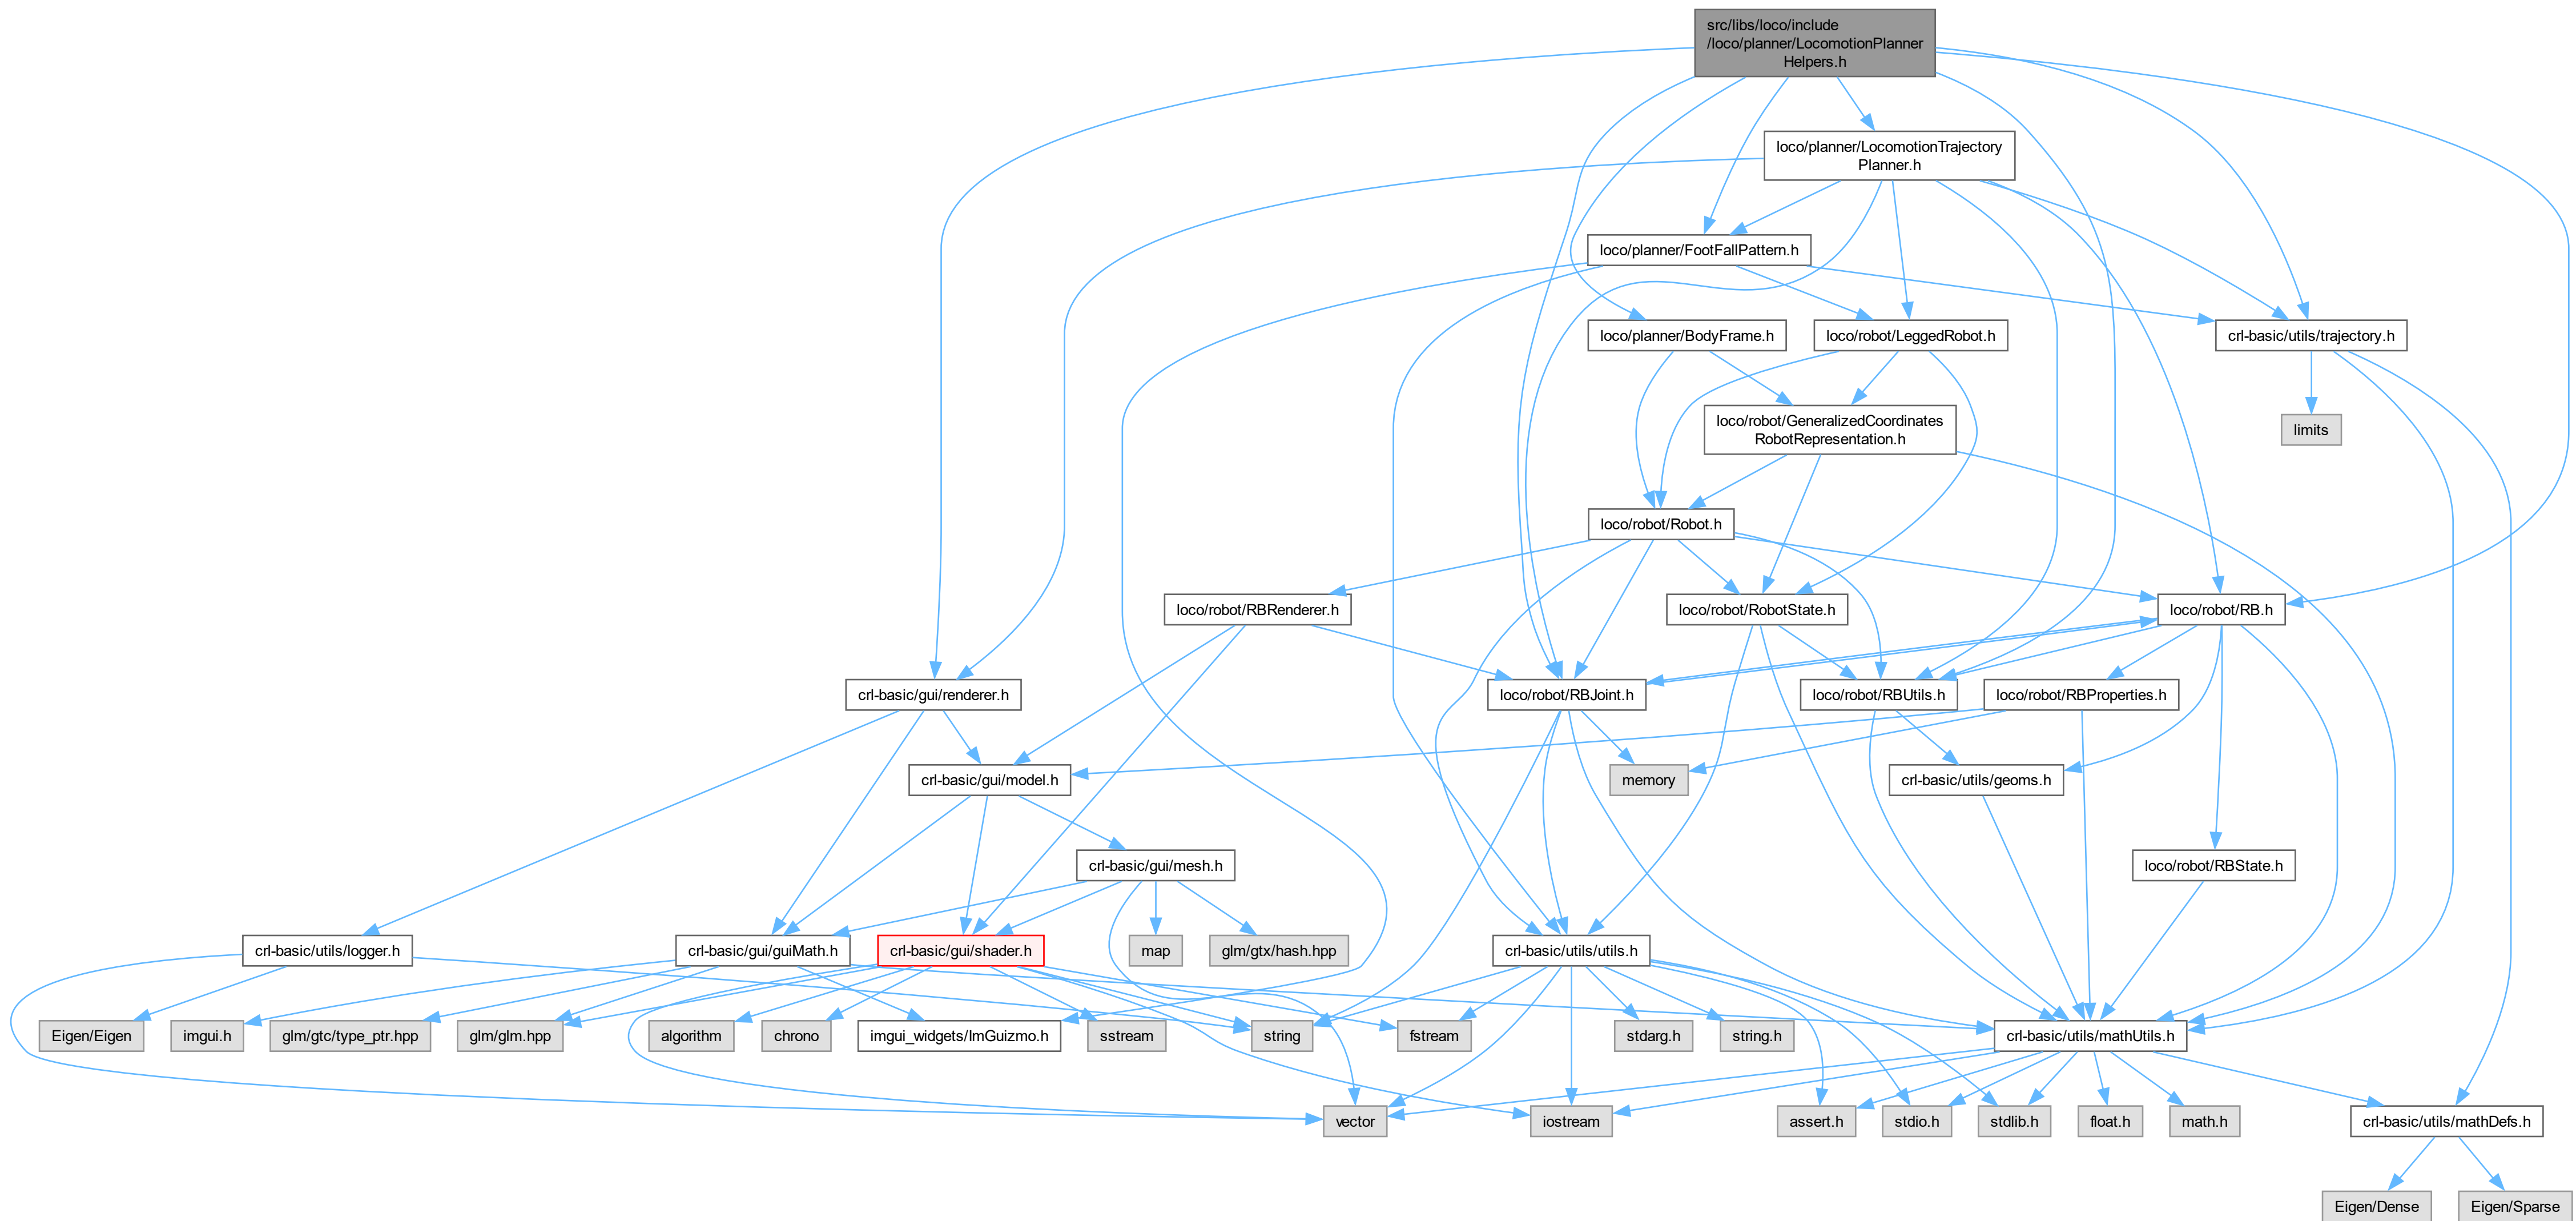 src/libs/loco/include
/loco/planner/LocomotionPlanner
Helpers.h
loco/planner/LocomotionTrajectory
Planner.h
loco/planner/FootFallPattern.h
loco/planner/BodyFrame.h
loco/robot/LeggedRobot.h
crl-basic/utils/trajectory.h
loco/robot/GeneralizedCoordinates
RobotRepresentation.h
limits
loco/robot/Robot.h
loco/robot/RBRenderer.h
loco/robot/RobotState.h
loco/robot/RB.h
crl-basic/gui/renderer.h
loco/robot/RBJoint.h
loco/robot/RBUtils.h
loco/robot/RBProperties.h
crl-basic/gui/model.h
memory
crl-basic/utils/geoms.h
crl-basic/gui/mesh.h
loco/robot/RBState.h
crl-basic/utils/logger.h
crl-basic/gui/guiMath.h
crl-basic/gui/shader.h
map
glm/gtx/hash.hpp
crl-basic/utils/utils.h
Eigen/Eigen
imgui.h
glm/gtc/type_ptr.hpp
glm/glm.hpp
algorithm
chrono
imgui_widgets/ImGuizmo.h
sstream
string
fstream
stdarg.h
string.h
crl-basic/utils/mathUtils.h
vector
iostream
assert.h
stdio.h
stdlib.h
float.h
math.h
crl-basic/utils/mathDefs.h
Eigen/Dense
Eigen/Sparse